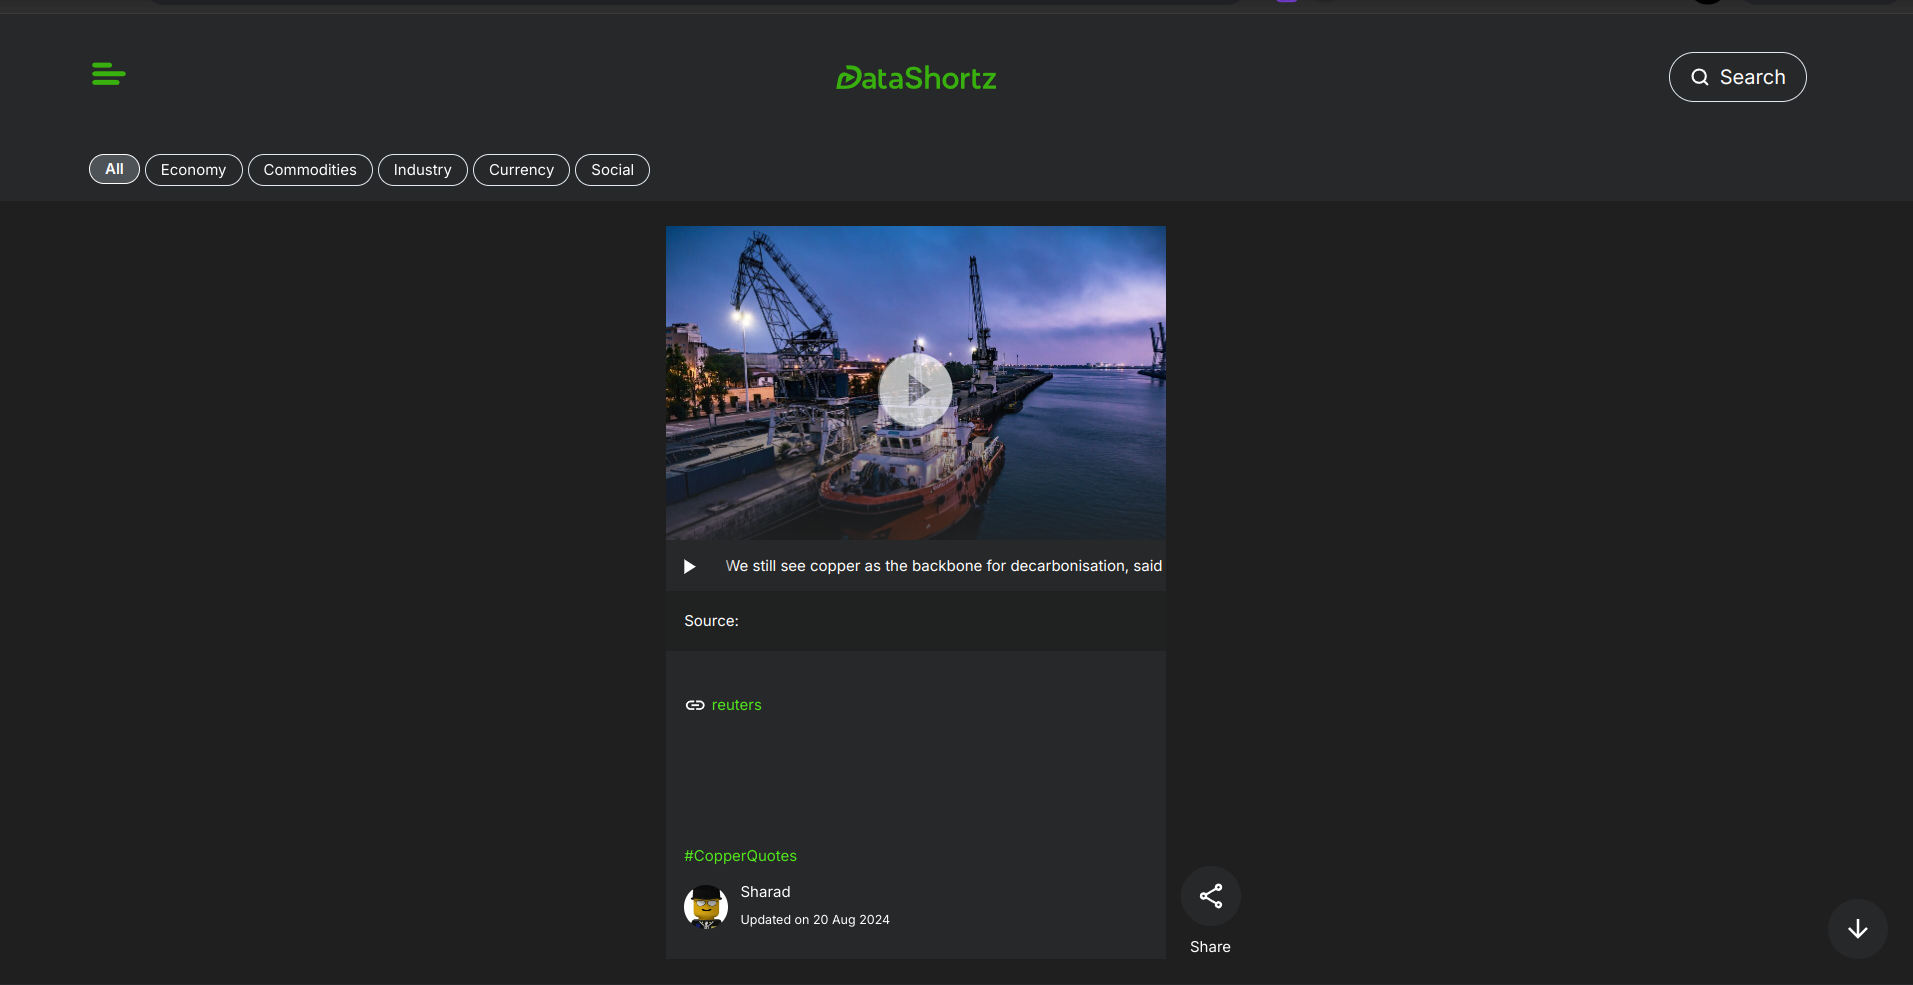 DataShortz
Search
All
Economy
Commodities
Industry
Currency
Social
We still see copper as the backbone for decarbonisation, said
Source:
reuters
#CopperQuotes
Sharad
Updated on 20 Aug 2024
Share